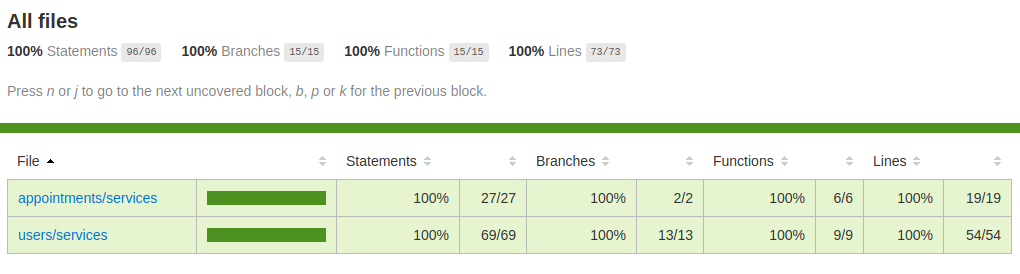 All files
100% Statements 96/96 100% Branches 15/15 100% Functions 15/15 100% Lines 73/73
Press n or j to go to the next uncovered block, b, p or k for the previous block.
File Statements Branches Functions Lines
appointments/services 100% 27/27 100% 2/2 100% 6/6 100% 19/19
users/services 100% 69/69 100% 13/13 100% 9/9 100% 54/54